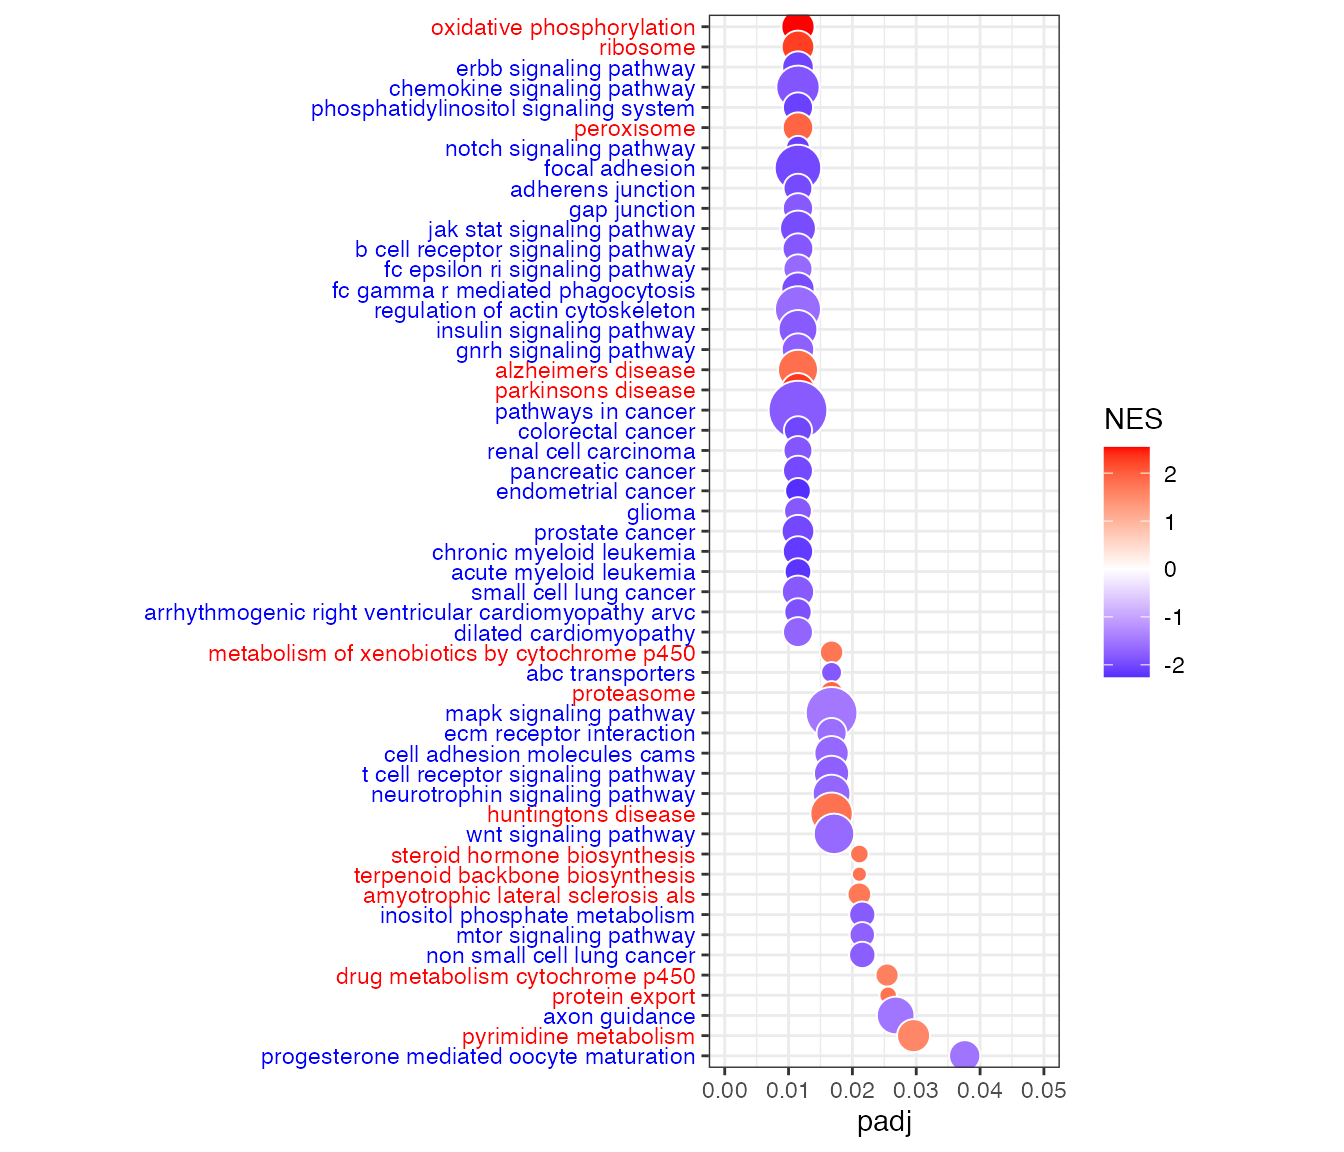 oxidative phosphorylation
ribosome
erbb signaling pathway
chemokine signaling pathway
phosphatidylinositol signaling system
peroxisome
notch signaling pathway
focal adhesion
adherens junction
gap junction
jak stat signaling pathway
b cell receptor signaling pathway
fc epsilon ri signaling pathway
fc gamma r mediated phagocytosis
regulation of actin cytoskeleton
insulin signaling pathway
gnrh signaling pathway
alzheimers disease
parkinsons disease
pathways in cancer
colorectal cancer
renal cell carcinoma
pancreatic cancer
endometrial cancer
glioma
prostate cancer
chronic myeloid leukemia
acute myeloid leukemia
small cell lung cancer
arrhythmogenic right ventricular cardiomyopathy arvc
dilated cardiomyopathy
metabolism of xenobiotics by cytochrome p450
abc transporters
proteasome
mapk signaling pathway
ecm receptor interaction
cell adhesion molecules cams
t cell receptor signaling pathway
neurotrophin signaling pathway
huntingtons disease
wnt signaling pathway
steroid hormone biosynthesis
terpenoid backbone biosynthesis
amyotrophic lateral sclerosis als
inositol phosphate metabolism
mtor signaling pathway
non small cell lung cancer
drug metabolism cytochrome p450
protein export
axon guidance
pyrimidine metabolism
progesterone mediated oocyte maturation
0.00 0.01 0.02 0.03 0.04 0.05
padj
NES
2
1
0
-1
-2